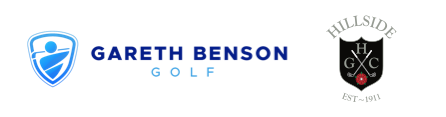 GARETH BENSON
GOLF
HILLSIDE
H
G C
EST~1911